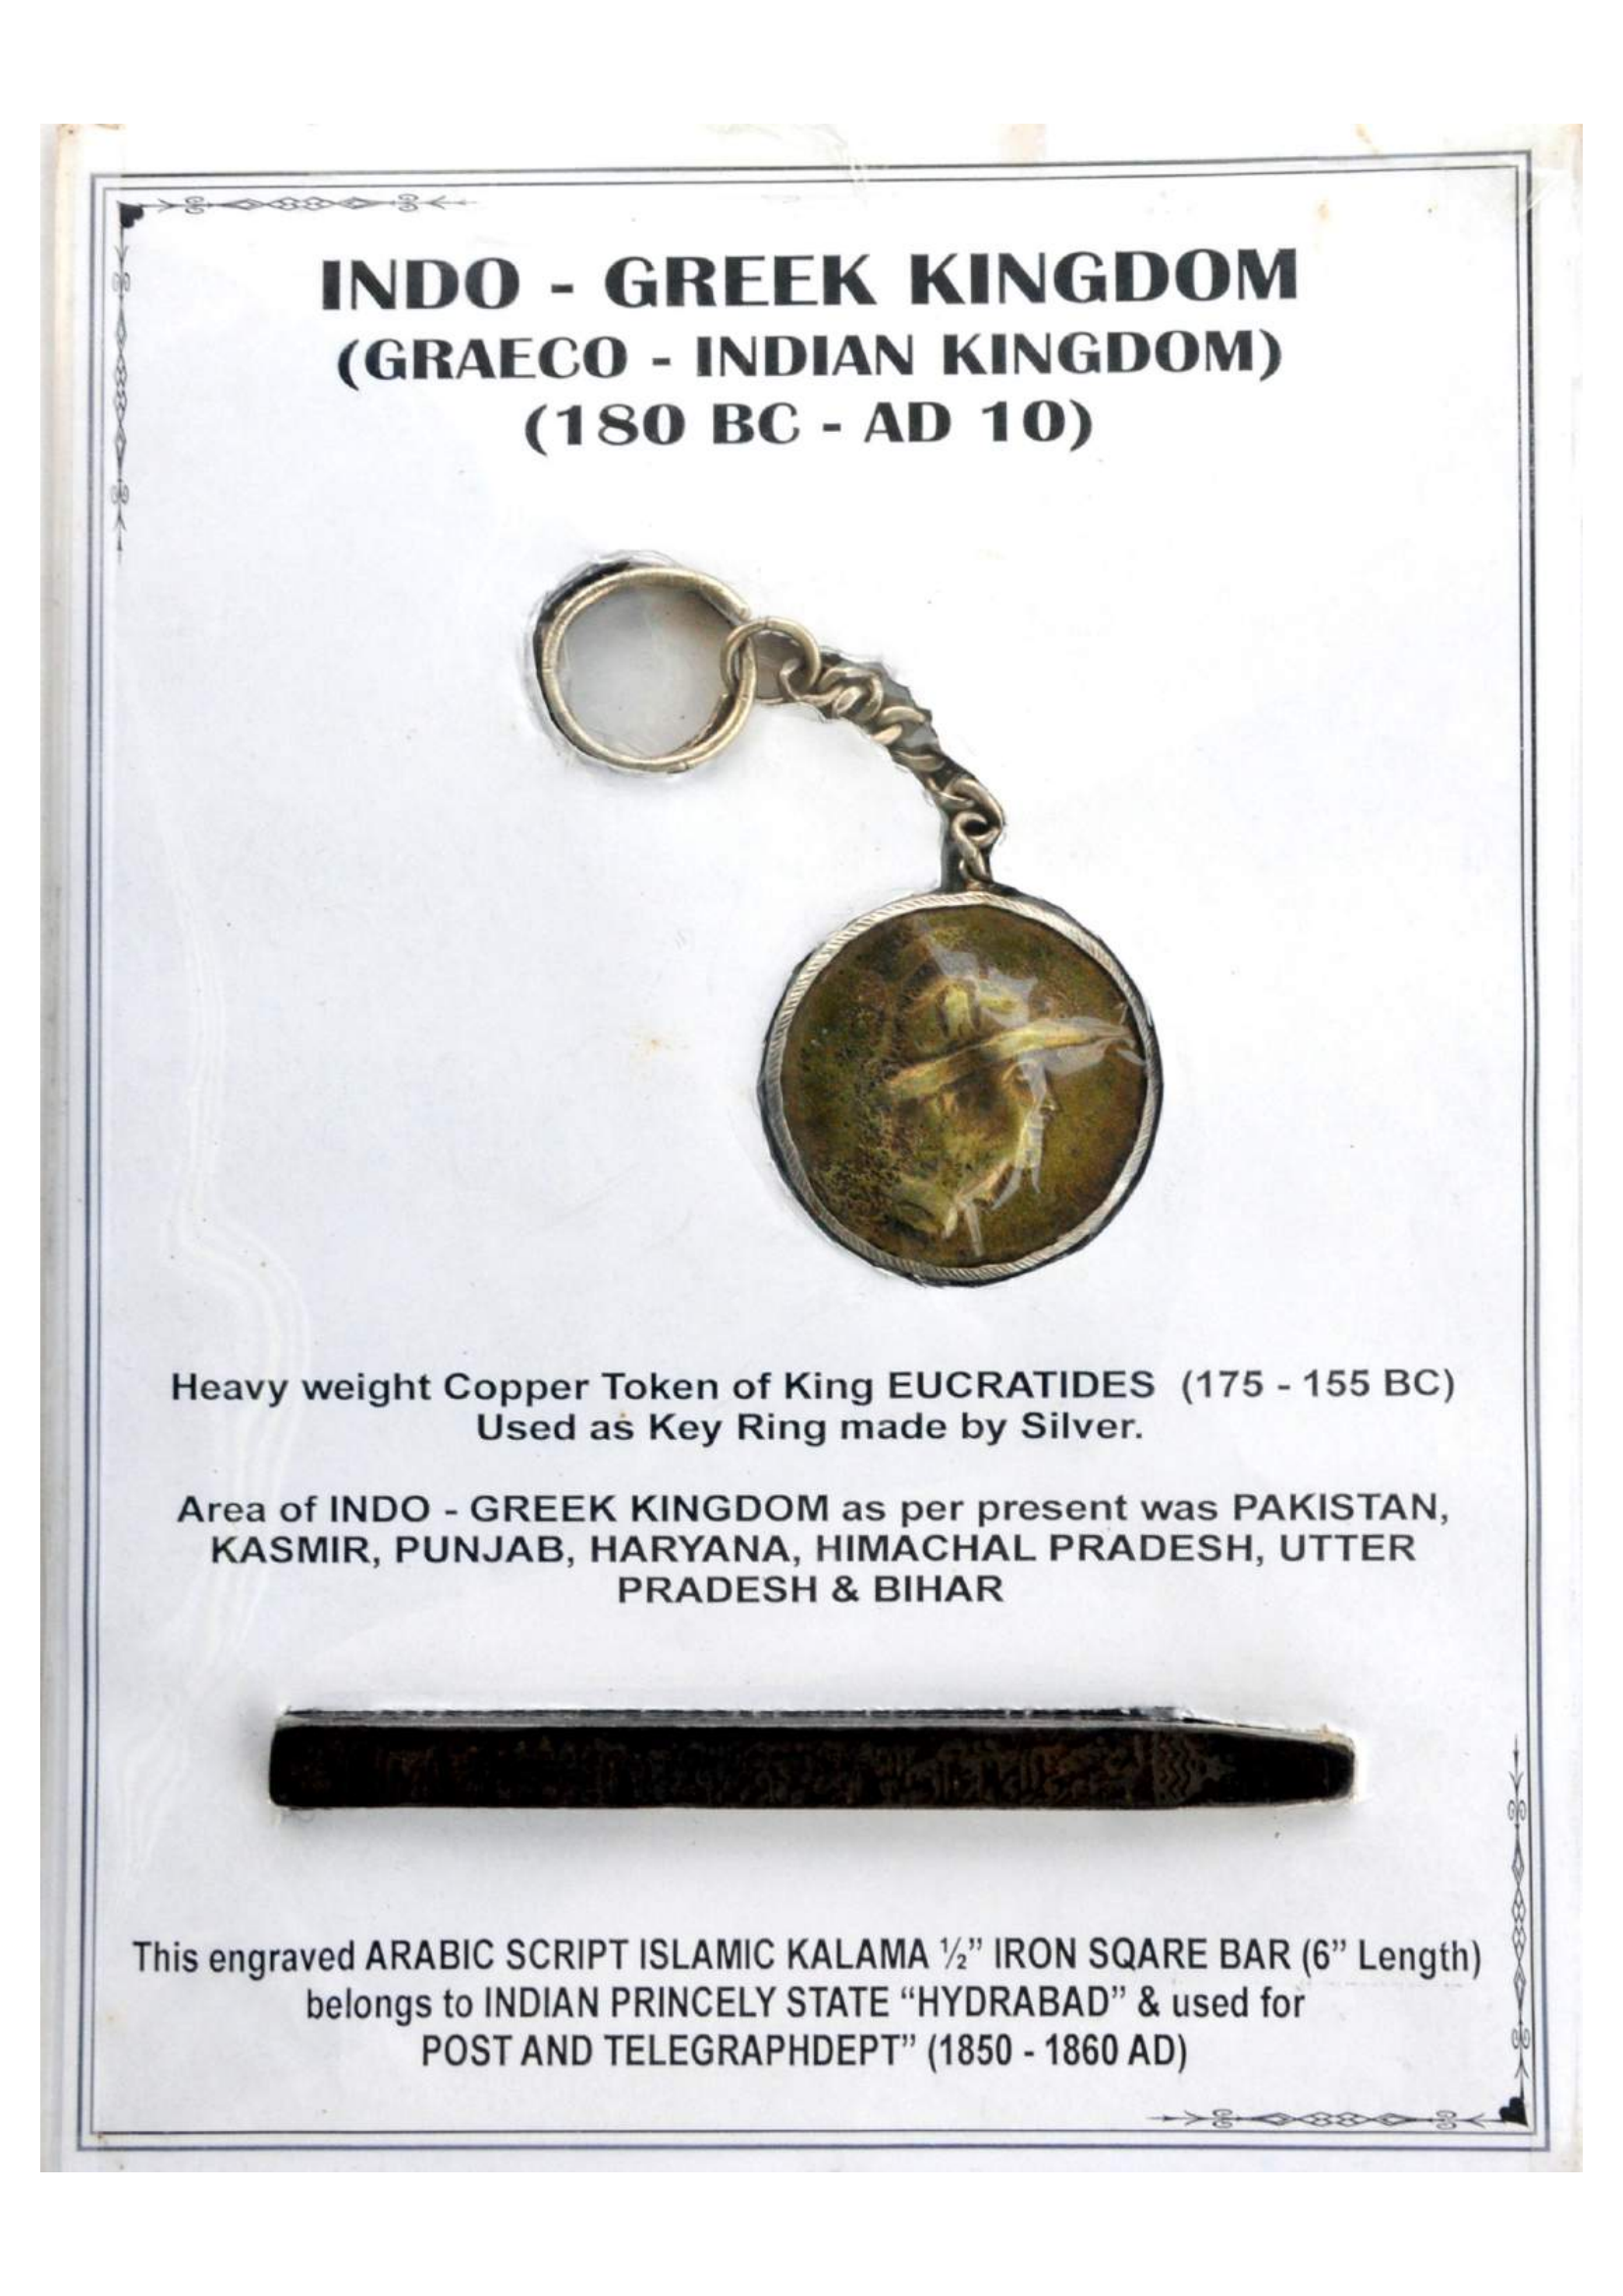 INDO - GREEK KINGDOM
(GRAECO - INDIAN KINGDOM)
(180 BC - AD 10)
Heavy weight Copper Token of King EUCRATIDES (175 - 155 BC)
Used as Key Ring made by Silver.
Area of INDO - GREEK KINGDOM as per present was PAKISTAN,
KASMIR, PUNJAB, HARYANA, HIMACHAL PRADESH, UTTER
PRADESH & BIHAR
This engraved ARABIC SCRIPT ISLAMIC KALAMA ½” IRON SQARE BAR (6” Length)
belongs to INDIAN PRINCELY STATE “HYDRABAD” & used for
POST AND TELEGRAPHDEPT” (1850 - 1860 AD)